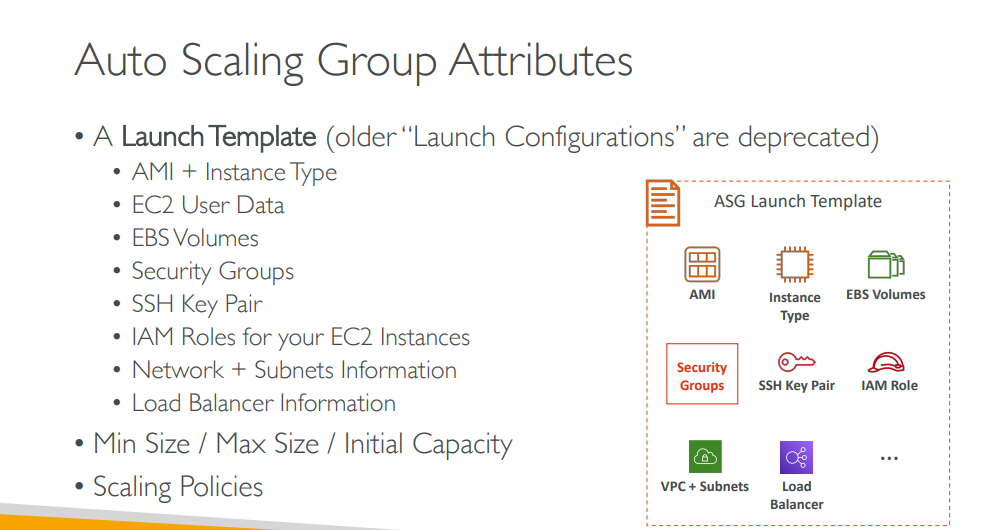 Auto Scaling Group Attributes
• A Launch Template (older “Launch Configurations” are deprecated)
• AMI + Instance Type
• EC2 User Data
• EBS Volumes
• Security Groups
• SSH Key Pair
• IAM Roles for your EC2 Instances
• Network + Subnets Information
• Load Balancer Information
• Min Size / Max Size / Initial Capacity
• Scaling Policies
ASG Launch Template
AMI
Instance
Type
EBS Volumes
Security
Groups
SSH Key Pair
IAM Role
VPC + Subnets
Load
Balancer
...